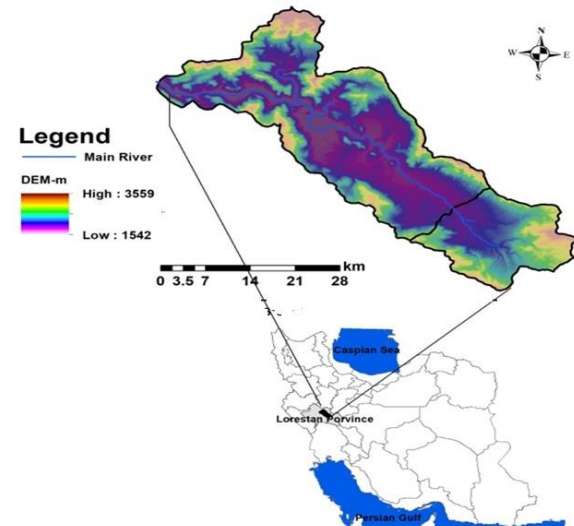 N
W E
S
Legend
Main River
DEM-m
High : 3559
Low : 1542
km
0 3.5 7 14 21 28
Caspian Sea
Lorestan Porvince
Persian Gulf